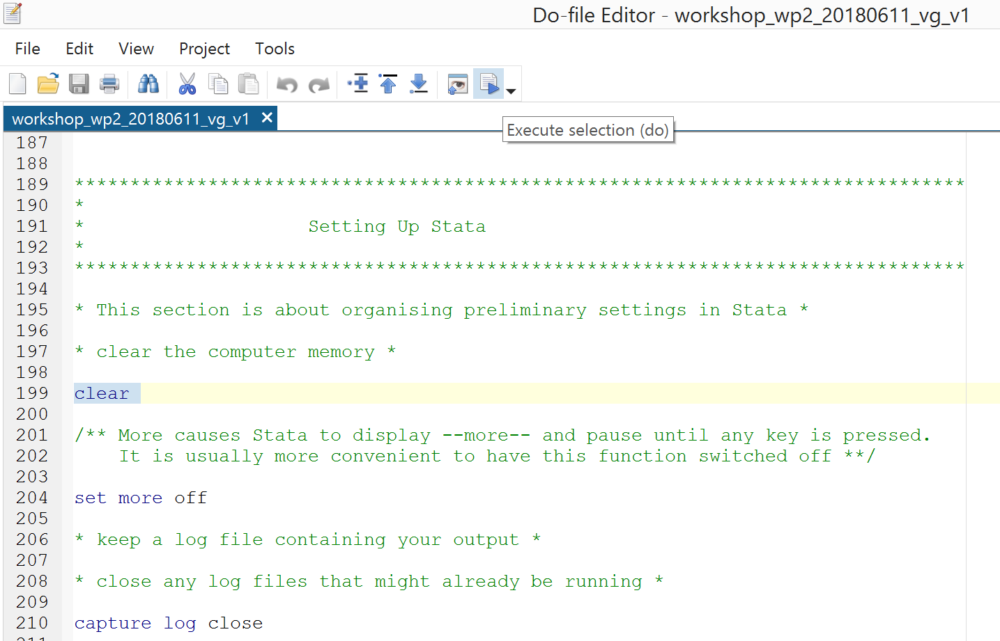 Do-file Editor - workshop_wp2_20180611_vg_v1
File Edit View Project Tools
workshop_wp2_20180611_vg_v1
Execute selection (do)
187
188
189 ********************************************************************************
190 *
191 * Setting Up Stata
192 *
193 ********************************************************************************
194
195 * This section is about organising preliminary settings in Stata *
196
197 * clear the computer memory *
198
199 clear
200
201 /** More causes Stata to display --more-- and pause until any key is pressed.
202 It is usually more convenient to have this function switched off **/
203
204 set more off
205
206 * keep a log file containing your output *
207
208 * close any log files that might already be running *
209
210 capture log close
211